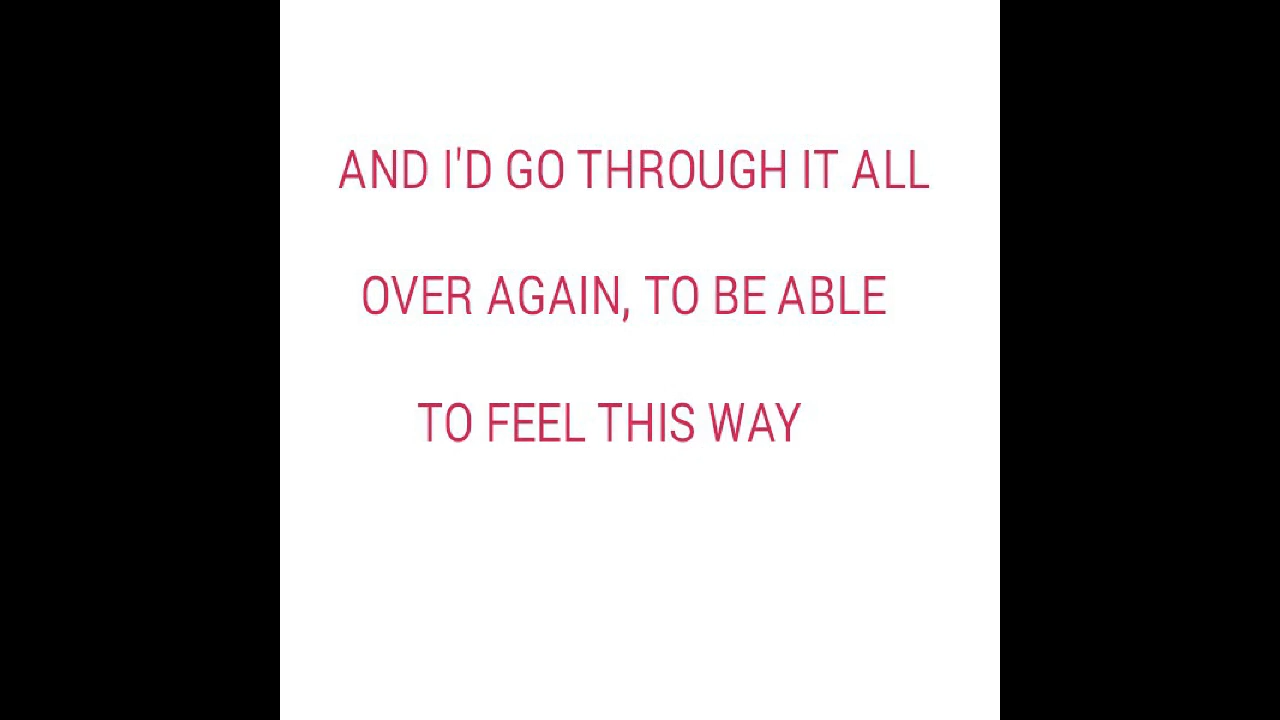 AND I'D GO THROUGH IT ALL
OVER AGAIN, TO BE ABLE
TO FEEL THIS WAY